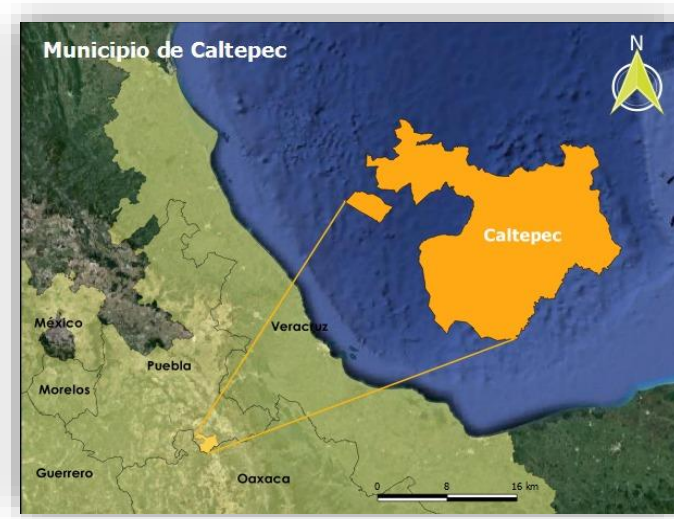 Municipio de Caltepec
N
Caltepec
Veracruz
México
Puebla
Morelos
Guerrero
Oaxaca
0 8 16 km